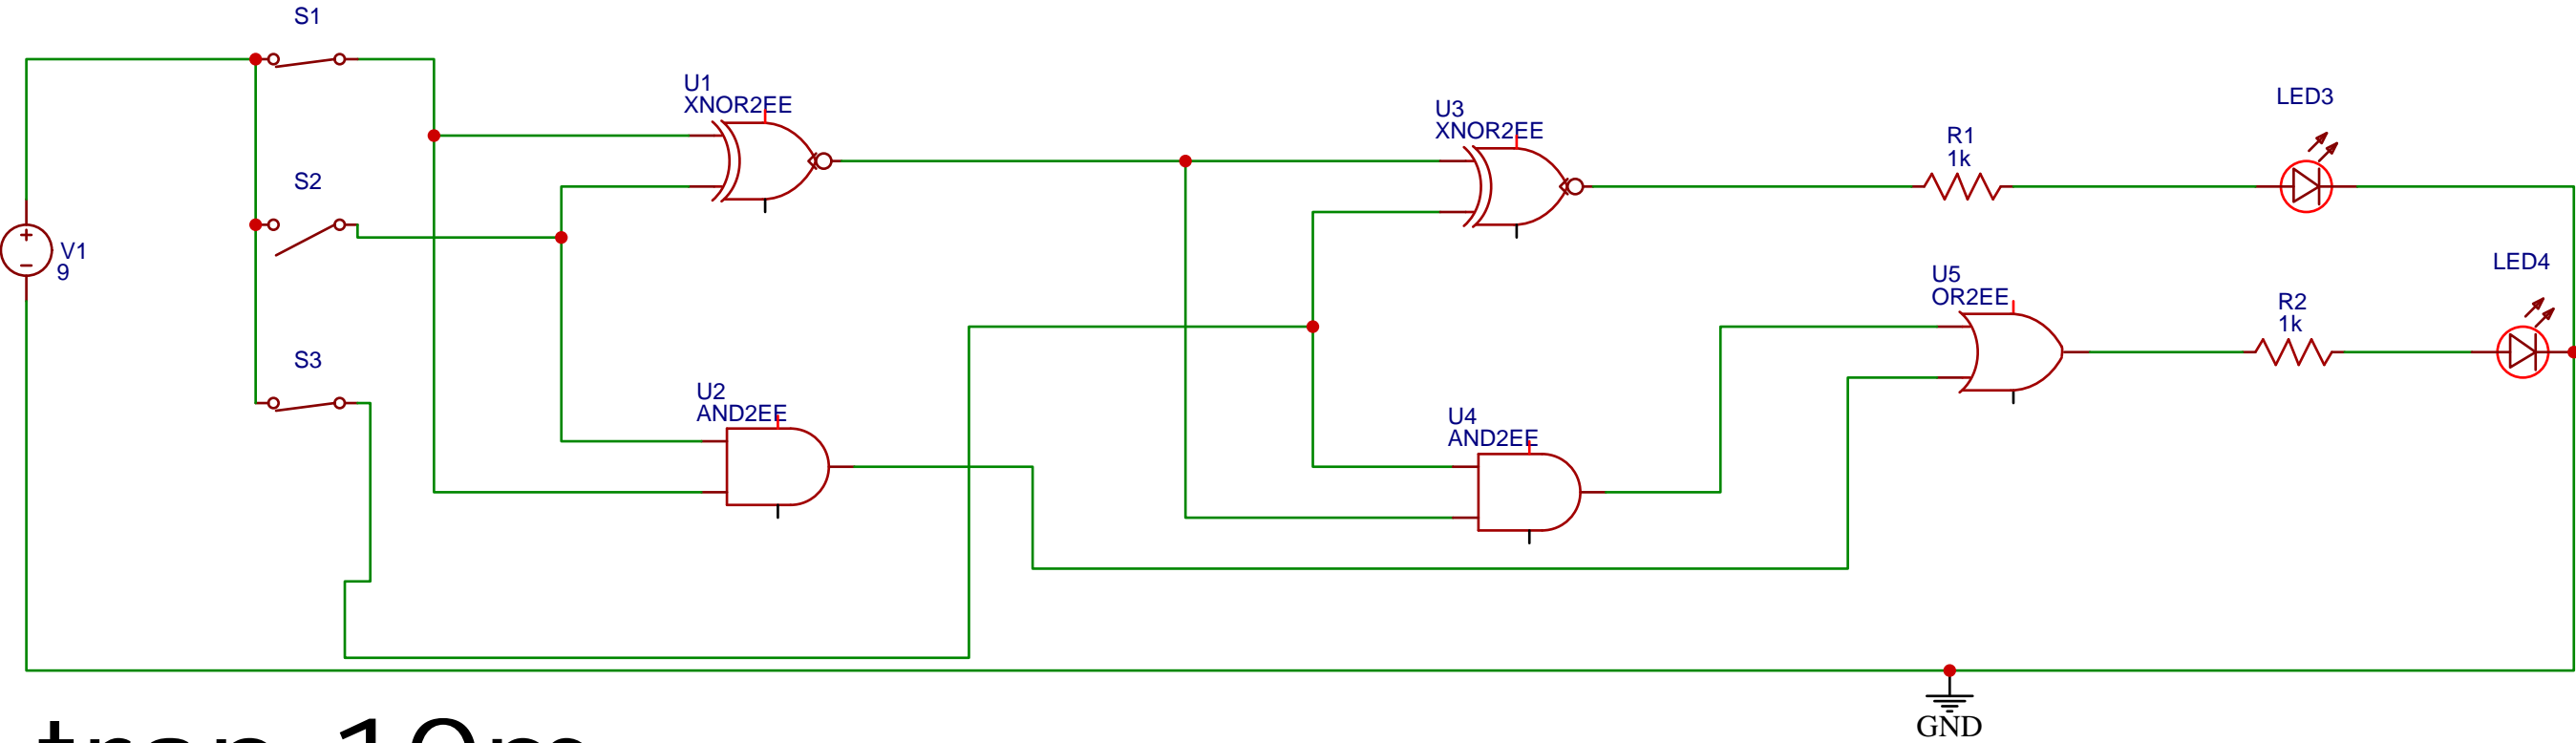 S1
U1
XNOR2EE
U3
XNOR2EE
LED3
R1
1k
S2
V1
9
U5
OR2EE
LED4
R2
1k
S3
U2
AND2EE
U4
AND2EE
GND